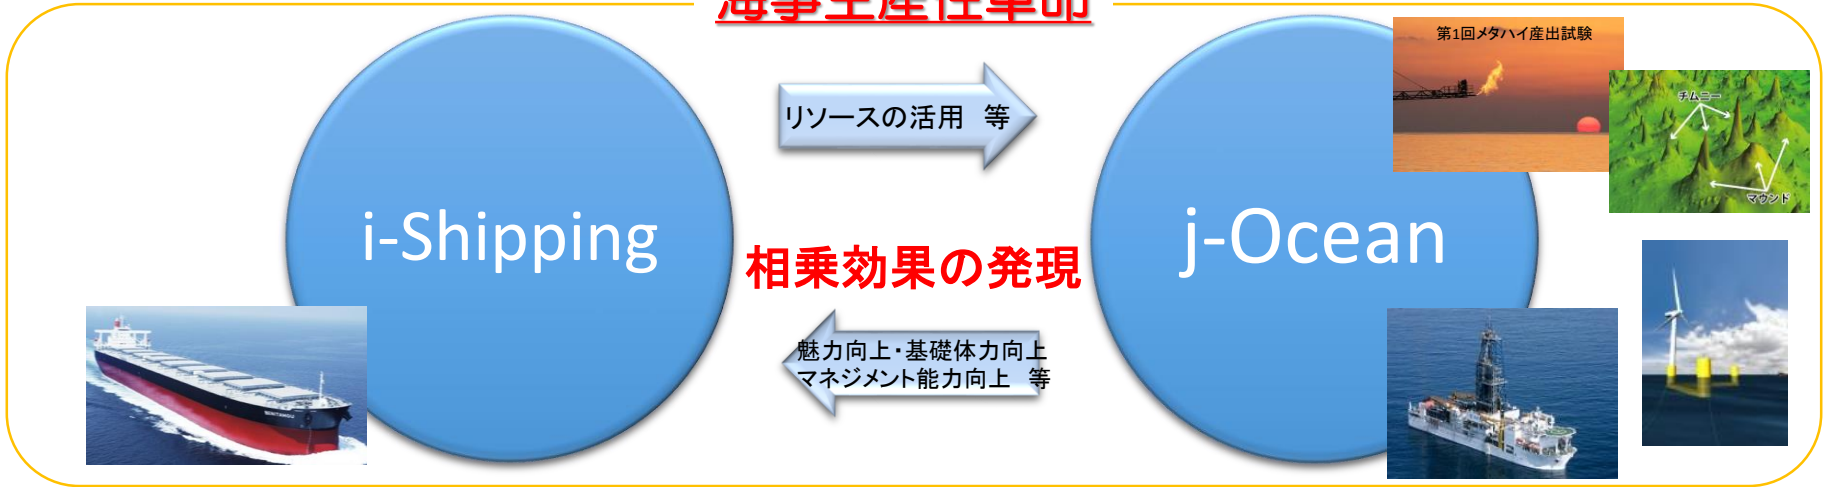 海事生産性革命
第1回メタハイ産出試験
リソースの活用 等
チムニー
マウンド
i-Shipping
j-Ocean
相乗効果の発現
魅力向上・基礎体力向上
マネジメント能力向上 等